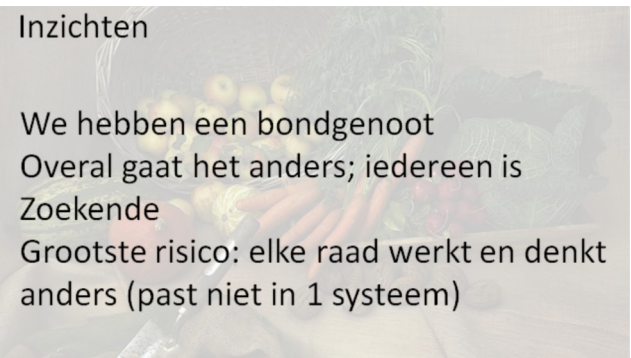 Inzichten
We hebben een bondgenoot
Overal gaat het anders; iedereen is
Zoekende
Grootste risico: elke raad werkt en denkt
anders (past niet in 1 systeem)